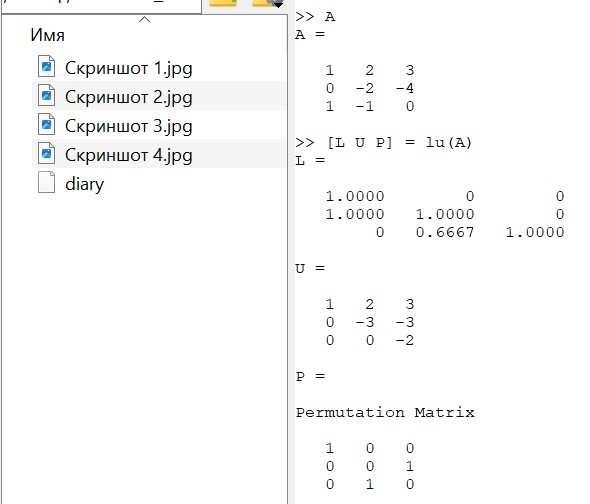 Имя
Скриншот 1.jpg
Скриншот 2.jpg
Скриншот 3.jpg
Скриншот 4.jpg
diary
>> A
A =
1 2 3
0 -2 -4
1 -1 0
>> [L U P] = lu(A)
L =
1.0000 0 0
1.0000 1.0000 0
0 0.6667 1.0000
U =
1 2 3
0 -3 -3
0 0 -2
P =
Permutation Matrix
1 0 0
0 0 1
0 1 0